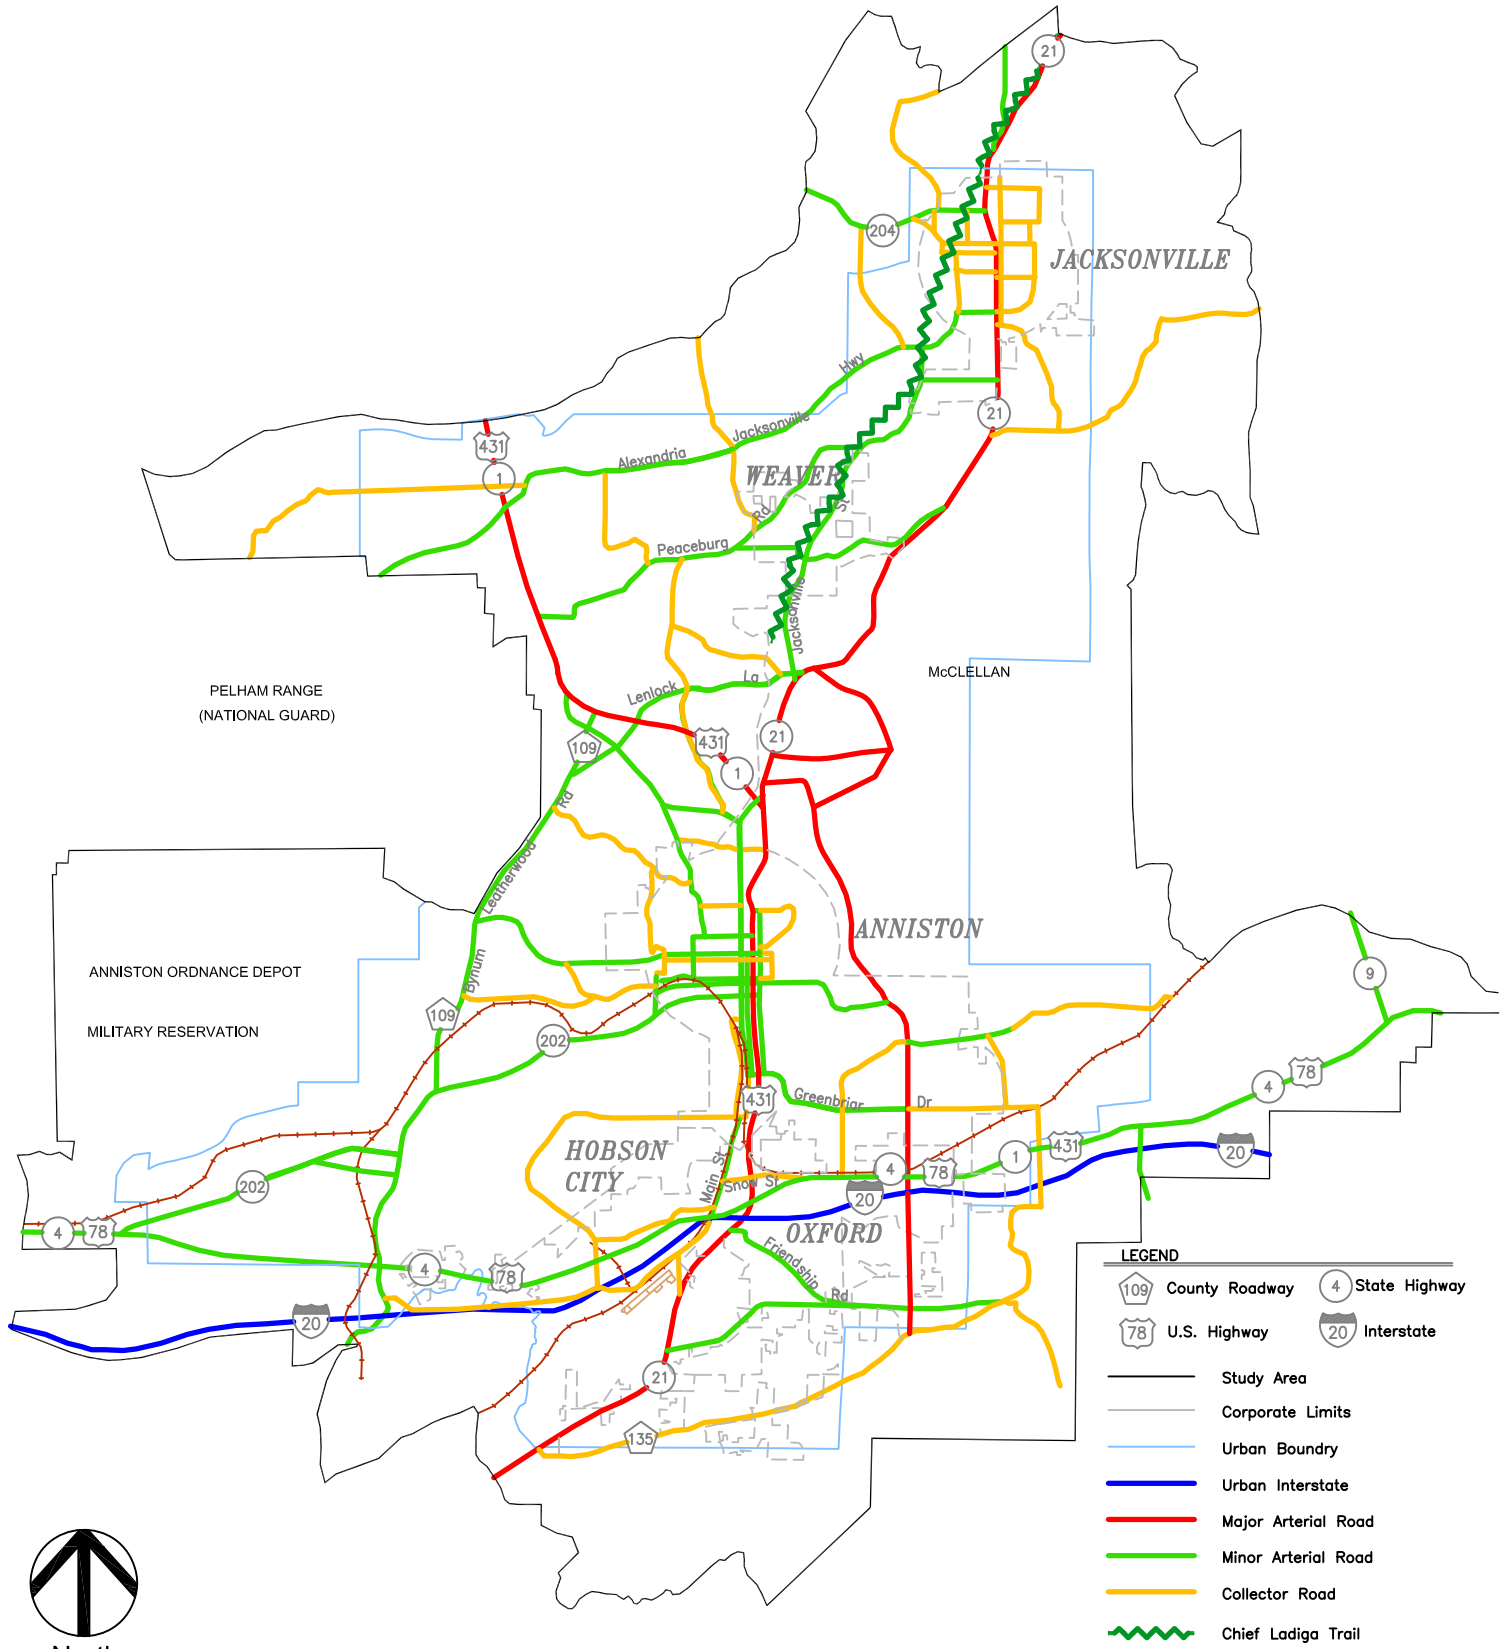 21
204
JACKSONVILLE
Hwy
Jacksonville
21
431
Alexandria
1
WEAVER
St
Rd
Peaceburg
Jacksonville
McCLELLAN
PELHAM RANGE
(NATIONAL GUARD)
Lenlock
La
109
431
21
1
Rd
Leatherwood
ANNISTON
ANNISTON ORDNANCE DEPOT
Bynum
9
109
MILITARY RESERVATION
202
4
78
431
Greenbriar
Dr
HOBSON
CITY
Main St
Snow St
4
78
1
431
20
202
20
4
78
OXFORD
Friendship
Rd
4
78
20
21
135
LEGEND
109 County Roadway
4 State Highway
78 U.S. Highway
20 Interstate
Study Area
Corporate Limits
Urban Boundry
Urban Interstate
Major Arterial Road
Minor Arterial Road
Collector Road
Chief Ladiga Trail